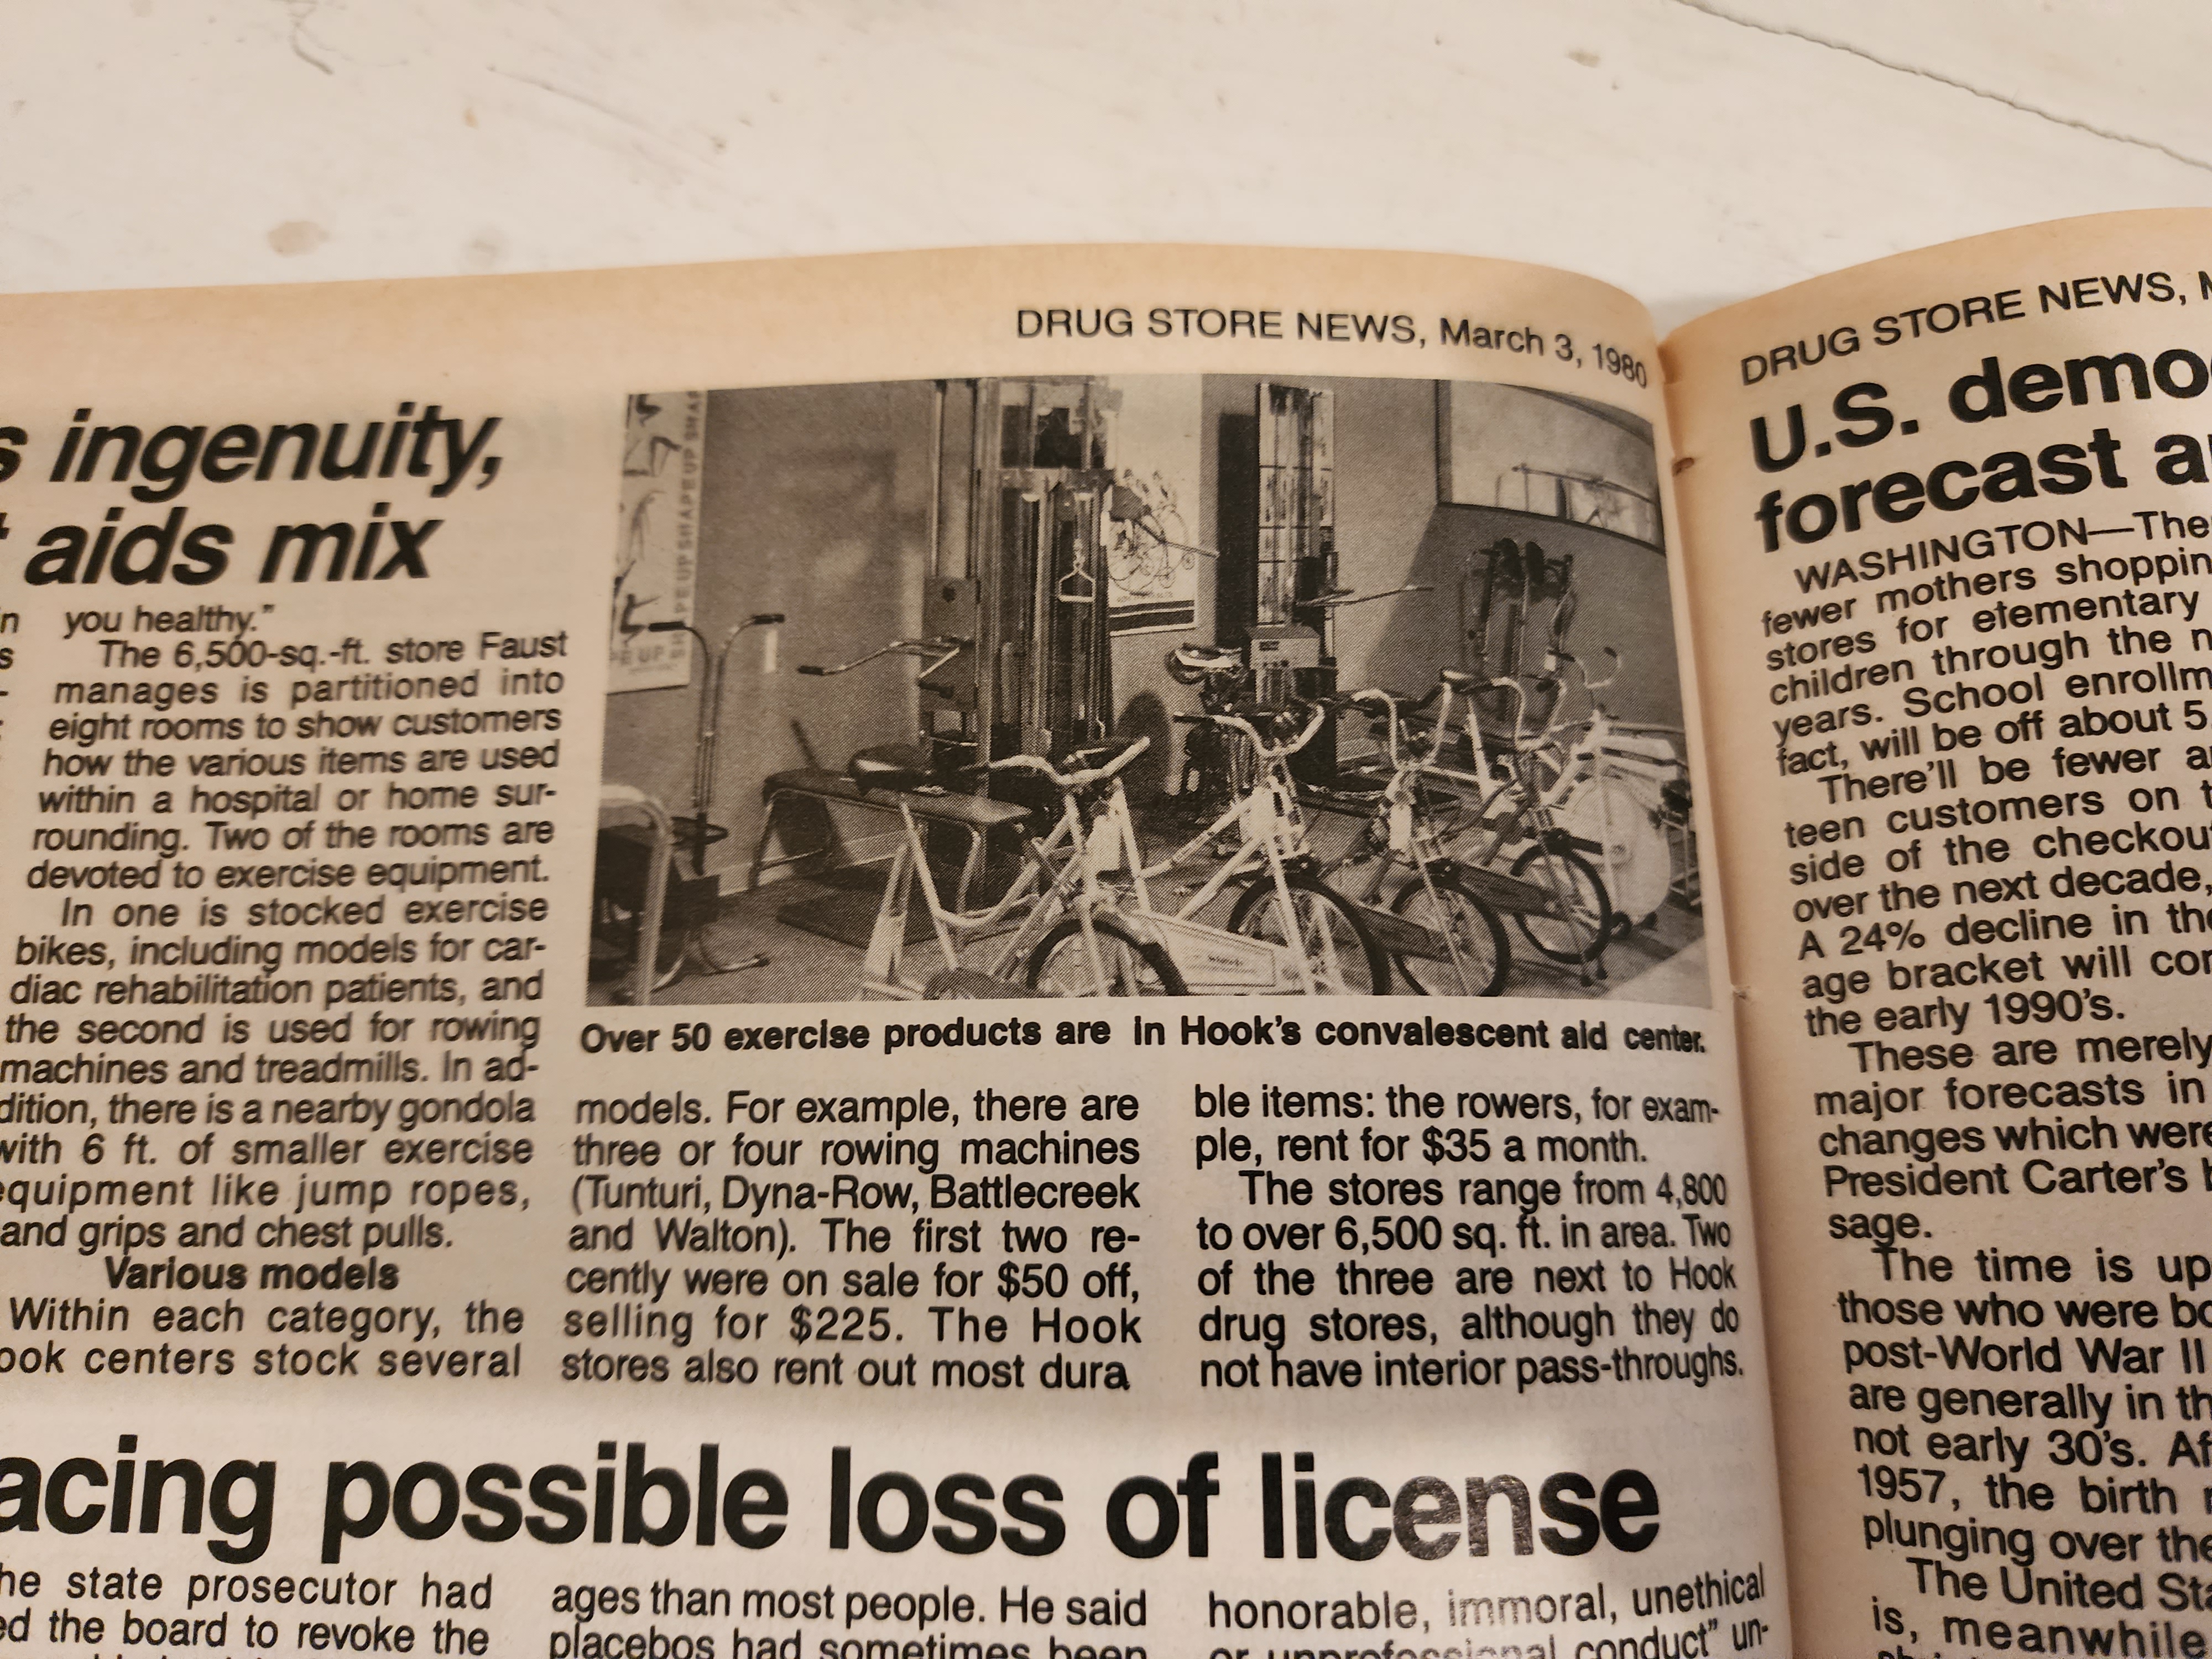 DRUG STORE NEWS, March 3, 1980
ingenuity,
aids mix
you healthy."
The 6,500-sq.-ft. store Faust
manages is partitioned into
eight rooms to show customers
how the various items are used
within a hospital or home sur-
rounding. Two of the rooms are
devoted to exercise equipment.
In one is stocked exercise
bikes, including models for car-
diac rehabilitation patients, and
the second is used for rowing
machines and treadmills. In ad-
dition, there is a nearby gondola
with 6 ft. of smaller exercise
equipment like jump ropes,
and grips and chest pulls.
Various models
Within each category, the
ook centers stock several
SHAPE UP SHAPE UP
Over 50 exercise products are in Hook's convalescent aid center.
models. For example, there are
three or four rowing machines
(Tunturi, Dyna-Row, Battlecreek
and Walton). The first two re-
cently were on sale for $50 off,
selling for $225. The Hook
stores also rent out most dura
ble items: the rowers, for exam-
ple, rent for $35 a month.
The stores range from 4,800
to over 6,500 sq. ft. in area. Two
of the three are next to Hook
drug stores, although they do
not have interior pass-throughs.
acing possible loss of license
he state prosecutor had
ed the board to revoke the
ages than most people. He said
placebos had sometimes been
honorable, immoral, unethical
or unprofessional conduct" un-
DRUG STORE NEWS,
U.S. demo
forecast
WASHINGTON—The
fewer mothers shoppin
stores for elementary
children through the
years. School enrollm
fact, will be off about 5
There'll be fewer
teen customers on
side of the checkou
over the next decade,
A 24% decline in the
age bracket will
the early 1990's.
These are merely
major forecasts in
changes which were
President Carter's
sage.
The time is up
those who were
post-World War II
are generally in
not early 30's.
1957, the birth
plunging over the
The United Sta
is, meanwhile